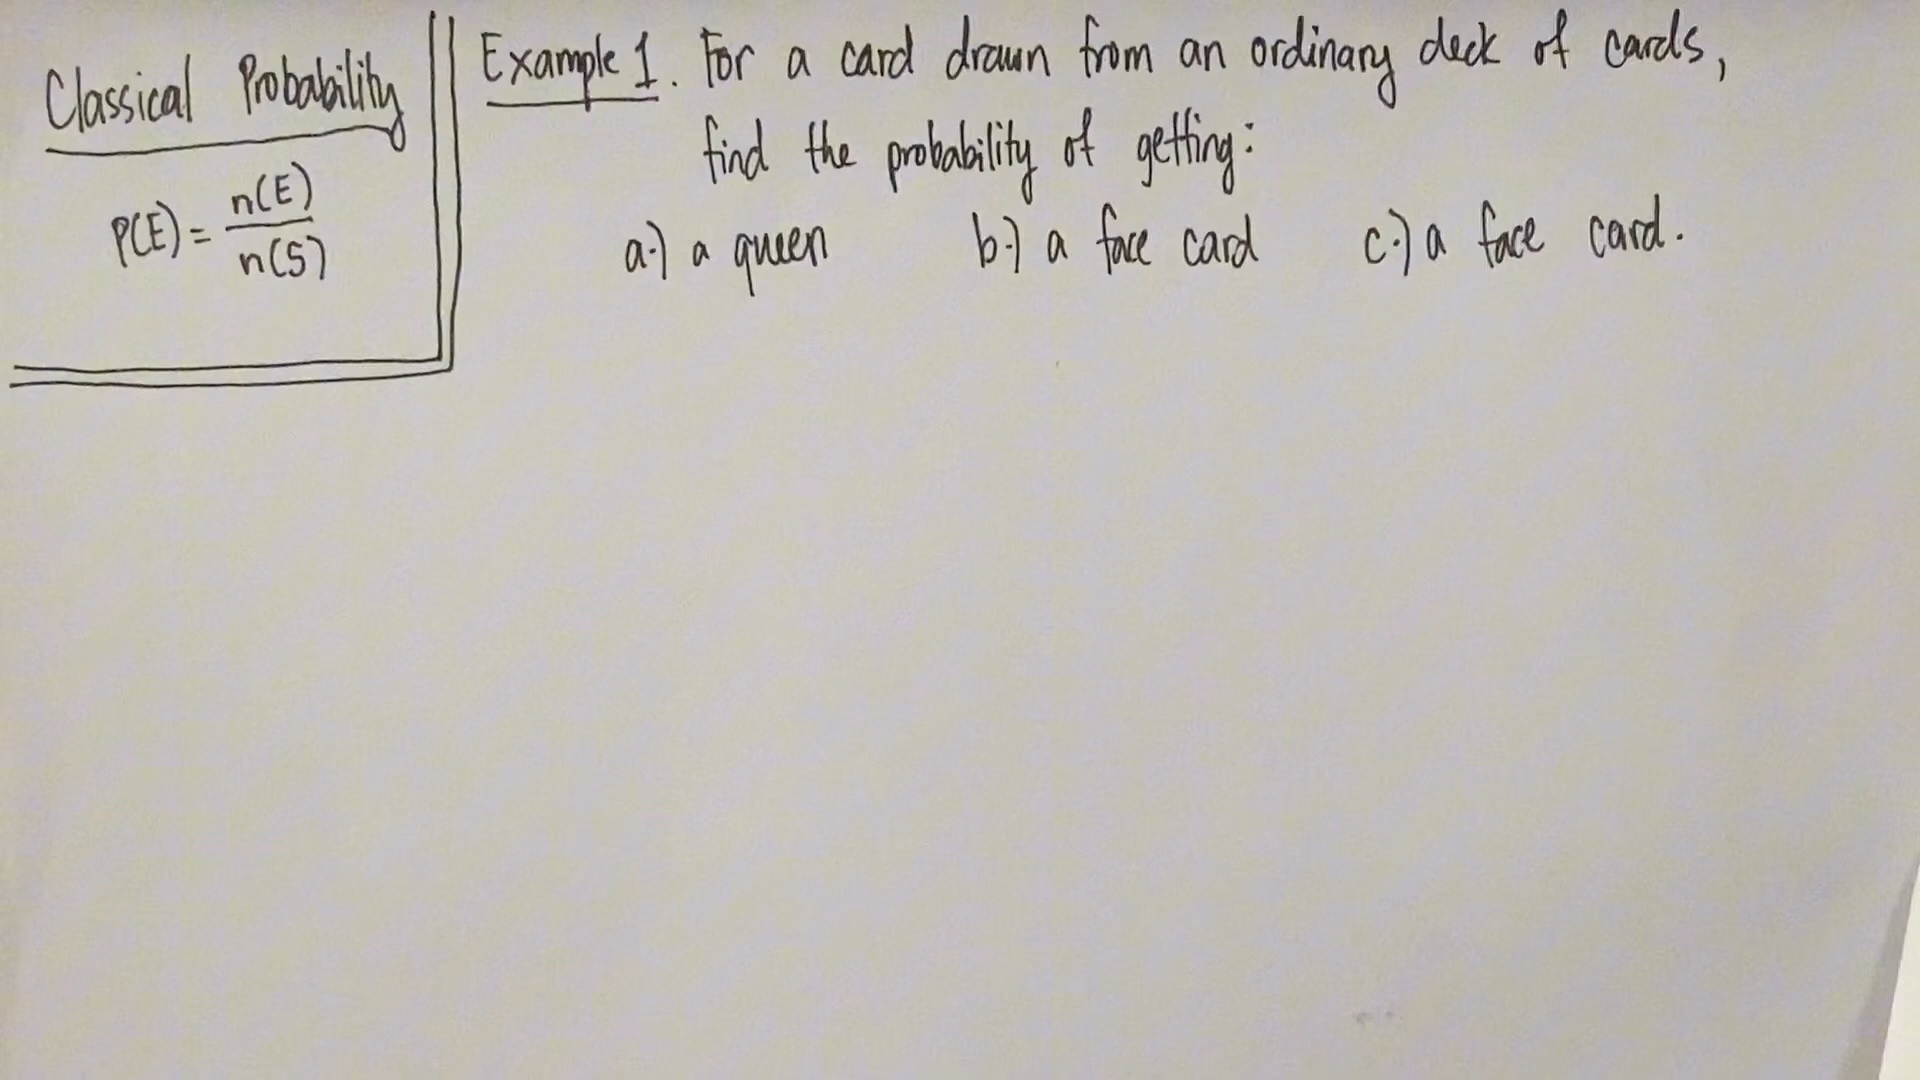 Classical Probability
P(E) = n(E) / n(S)
Example 1. For a card drawn from an ordinary deck of cards,
find the probability of getting:
a.) a queen b.) a face card c.) a face card.